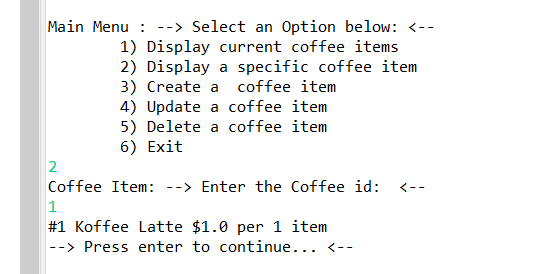 Main Menu : --> Select an Option below: <--
1) Display current coffee items
2) Display a specific coffee item
3) Create a  coffee item
4) Update a coffee item
5) Delete a coffee item
6) Exit
2
Coffee Item: --> Enter the Coffee id:  <--
1
#1 Koffee Latte $1.0 per 1 item
--> Press enter to continue... <--